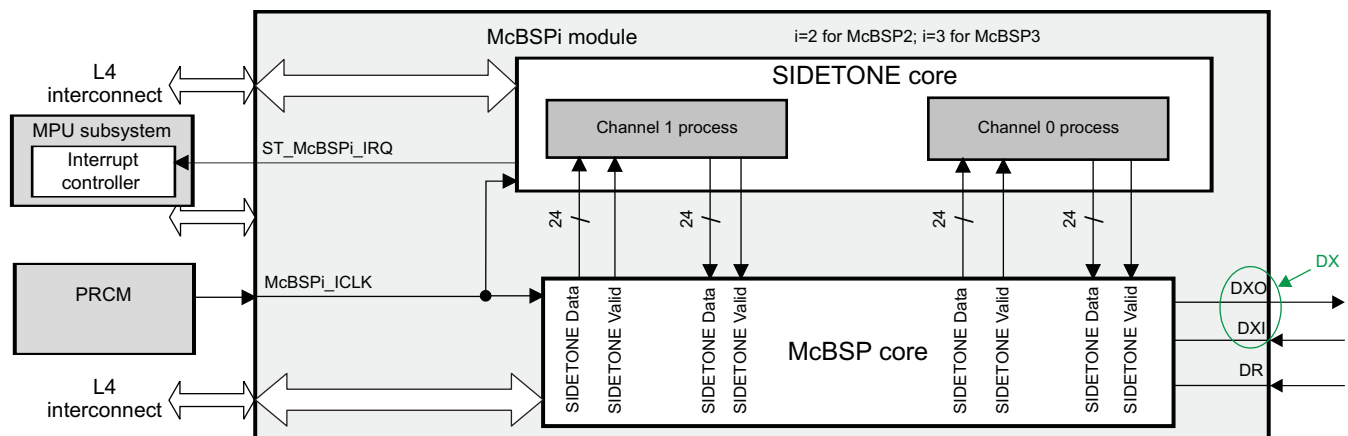 McBSPi module
i=2 for McBSP2; i=3 for McBSP3
L4
interconnect
SIDETONE core
MPU subsystem
Interrupt
controller
ST_McBSPi_IRQ
Channel 1 process
Channel 0 process
24
24
24
24
PRCM
McBSPi_ICLK
SIDETONE Data
SIDETONE Valid
SIDETONE Data
SIDETONE Valid
SIDETONE Data
SIDETONE Valid
SIDETONE Data
SIDETONE Valid
McBSP core
DX
DXO
DXI
DR
L4
interconnect